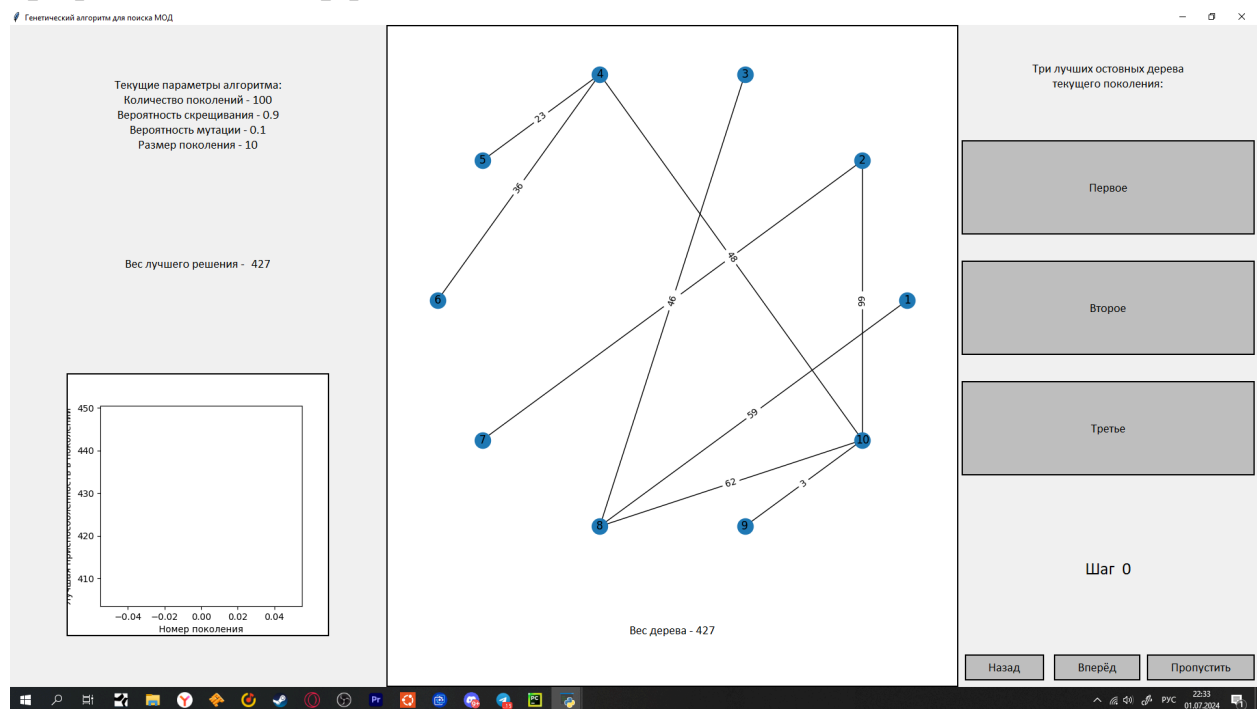 Генетический алгоритм для поиска МОД
Текущие параметры алгоритма:
Количество поколений - 100
Вероятность скрещивания - 0.9
Вероятность мутации - 0.1
Размер поколения - 10
Вес лучшего решения - 427
450
440
430
420
410
−0.04 −0.02 0.00 0.02 0.04
Номер поколения
4
3
23
5
2
36
48
6
46
99
1
59
7
10
62
3
8
9
Вес дерева - 427
Три лучших остовных дерева
текущего поколения:
Первое
Второе
Третье
Шаг 0
Назад
Вперёд
Пропустить
Pr
РУС
22:33
01.07.2024